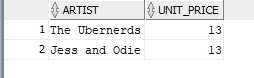 ARTIST UNIT_PRICE
1 The Ubernerds 13
2 Jess and Odie 13